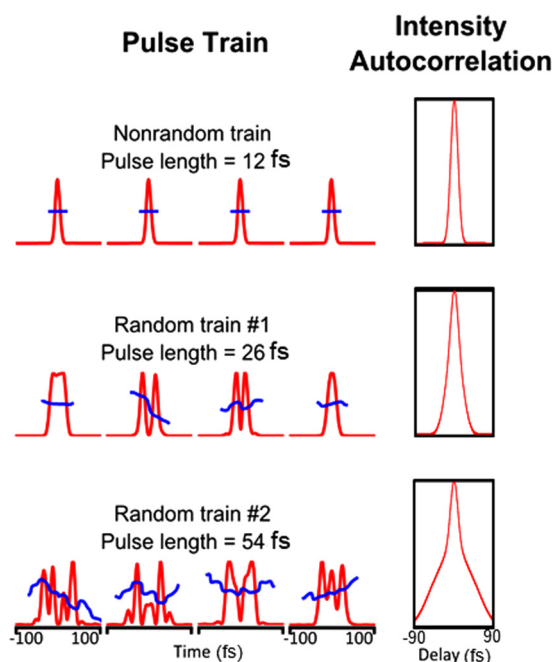 Pulse Train
Intensity
Autocorrelation
Nonrandom train
Pulse length = 12 fs
Random train #1
Pulse length = 26 fs
Random train #2
Pulse length = 54 fs
-100
100
-100
100
Time (fs)
-90
90
Delay (fs)